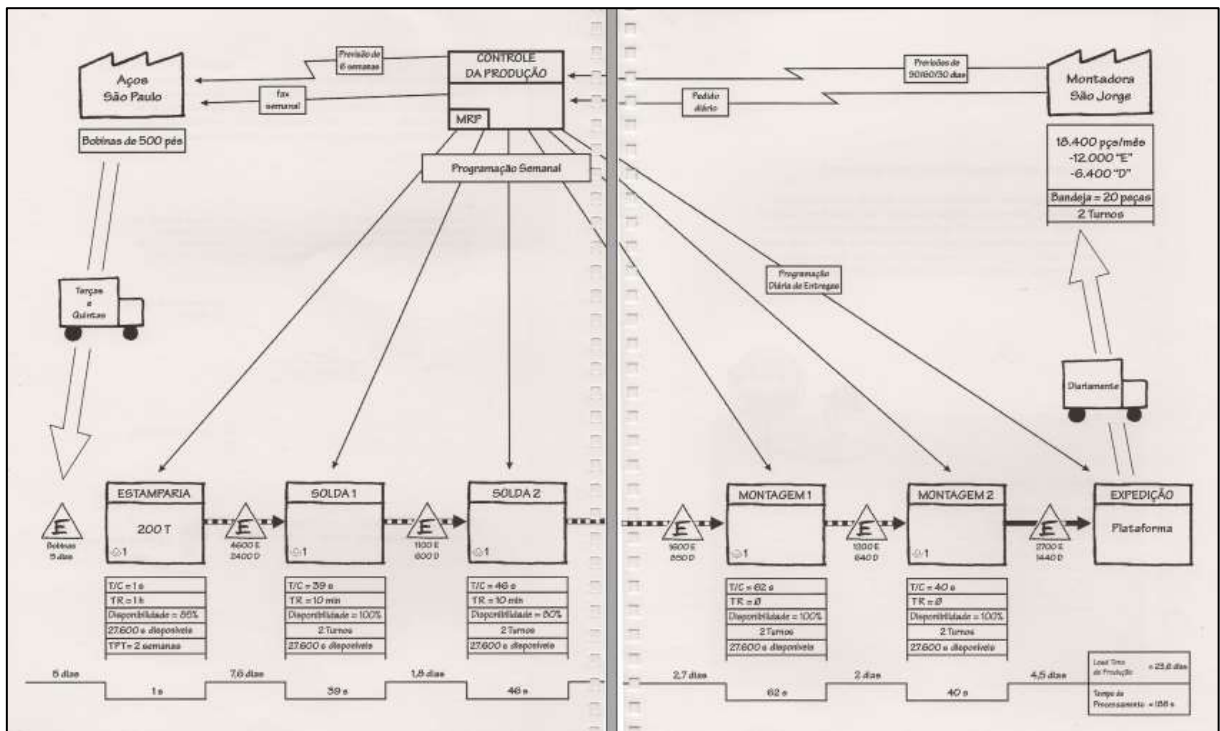 Aços
São Paulo
Previsão de
6 semanas
fax
semanal
CONTROLE
DA PRODUÇÃO
MRP
Previsões de
90/60/30 dias
Pedido
diário
Montadora
São Jorge
Bobinas de 500 pés
Programação Semanal
18.400 pçs/mês
-12.000 "E"
-6.400 "D"
Bandeja = 20 peças
2 Turnos
Terças
e
Quintas
Programação
Diária de Entregas
Diariamente
E
Bobinas
5 dias
ESTAMPARIA
200 T
1
E
4600 E
2400 D
SOLDA 1
1
E
1100 E
600 D
SOLDA 2
1
E
1600 E
850 D
MONTAGEM 1
1
E
1200 E
640 D
MONTAGEM 2
1
E
2700 E
1440 D
EXPEDIÇÃO
Plataforma
T/C = 1 s
TR = 1 h
Disponibilidade = 85%
27.600 s disponíveis
TPT = 2 semanas
T/C = 39 s
TR = 10 min
Disponibilidade = 100%
2 Turnos
27.600 s disponíveis
T/C = 46 s
TR = 10 min
Disponibilidade = 80%
2 Turnos
27.600 s disponíveis
T/C = 62 s
TR = Ø
Disponibilidade = 100%
2 Turnos
27.600 s disponíveis
T/C = 40 s
TR = Ø
Disponibilidade = 100%
2 Turnos
27.600 s disponíveis
5 dias
1 s
7,6 dias
39 s
1,8 dias
46 s
2,7 dias
62 s
2 dias
40 s
4,5 dias
Lead Time
de Produção = 23,6 dias
Tempo de
Processamento = 188 s